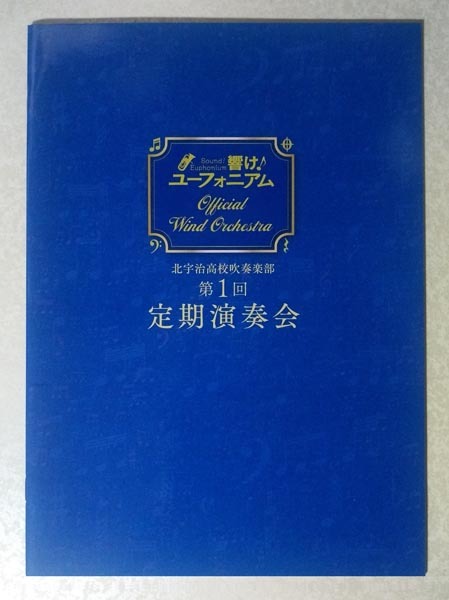 Sound!
Euphonium
響け!
ユーフォニアム
Official
Wind Orchestra
北宇治高校吹奏楽部
第1回
定期演奏会